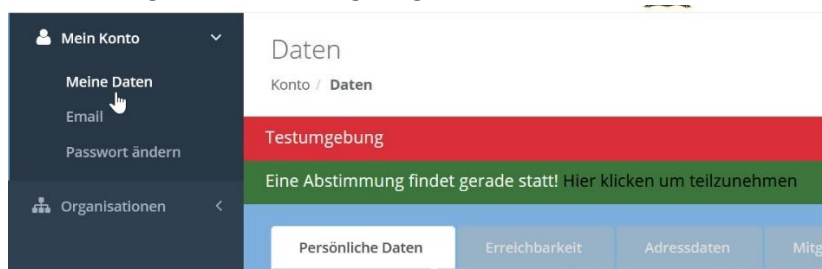 Mein Konto
Meine Daten
Email
Passwort ändern
Organisationen
Daten
Konto / Daten
Testumgebung
Eine Abstimmung findet gerade statt! Hier klicken um teilzunehmen
Persönliche Daten
Erreichbarkeit
Adressdaten
Mitg